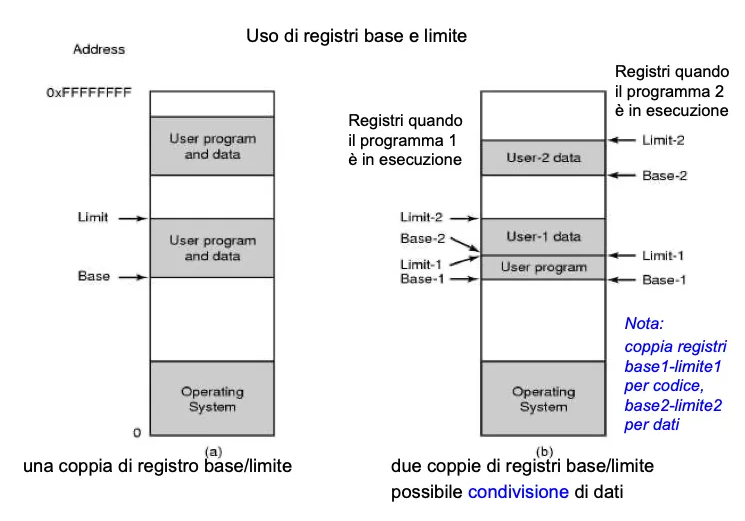 Uso di registri base e limite
Address
0xFFFFFFFF
User program
and data
Limit
User program
and data
Base
Operating
System
0
(a)
una coppia di registro base/limite
Registri quando
il programma 1
è in esecuzione
Registri quando
il programma 2
è in esecuzione
Limit-2
User-2 data
Base-2
Limit-2
User-1 data
Base-2
Limit-1
Limit-1
User program
Base-1
Base-1
Operating
System
Nota:
coppia registri
base1-limite1
per codice,
base2-limite2
per dati
(b)
due coppie di registri base/limite
possibile condivisione di dati